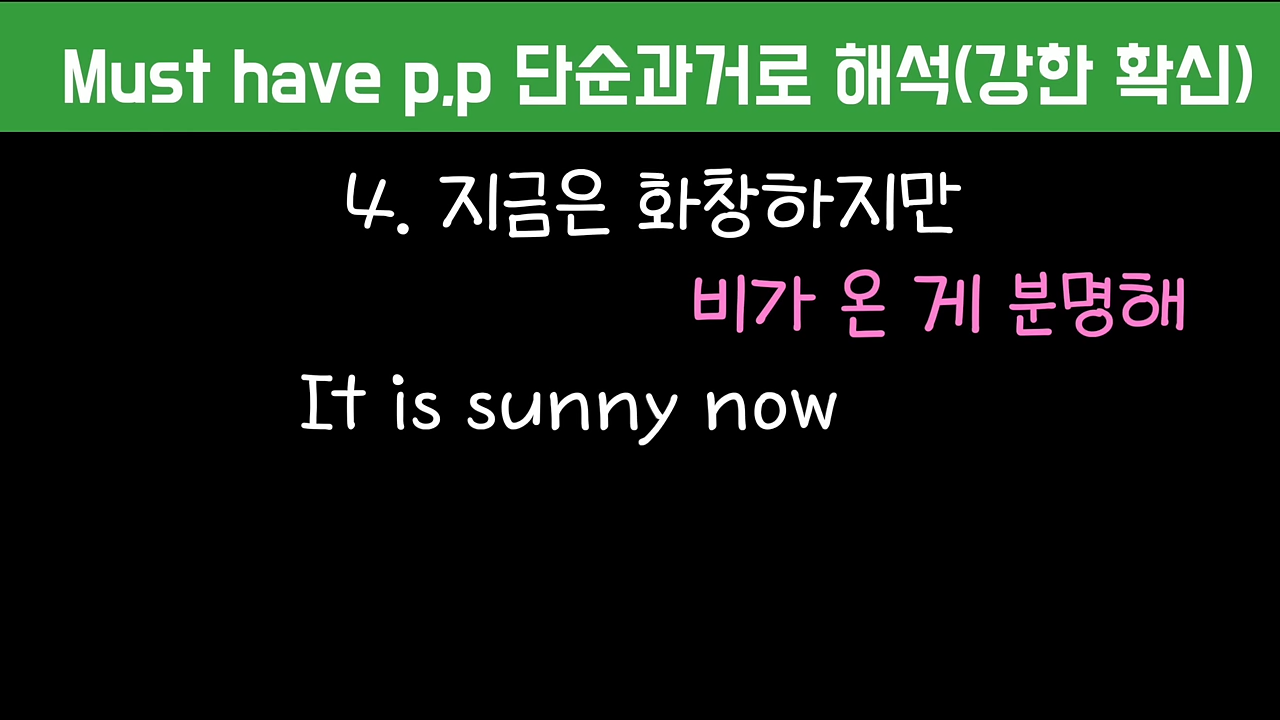 Must have p.p 단순과거로 해석(강한 확신)
4. 지금은 화창하지만
비가 온 게 분명해
It is sunny now